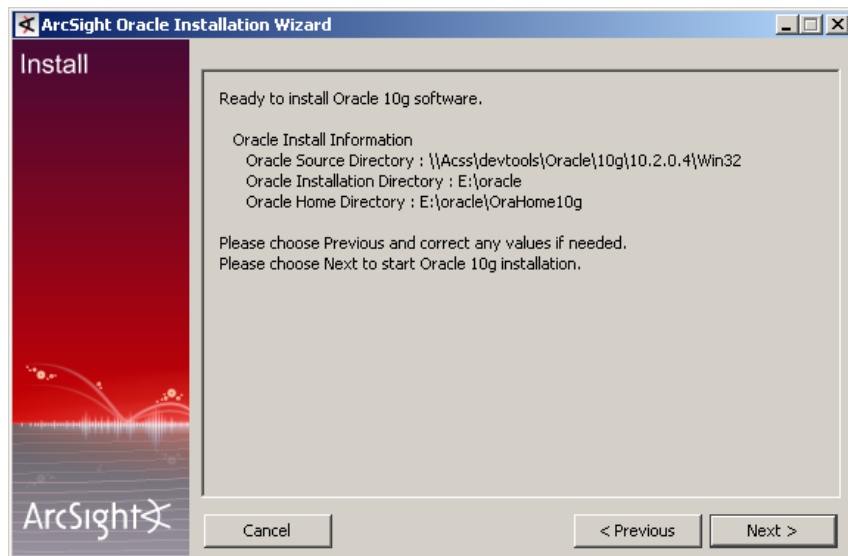 ArcSight Oracle Installation Wizard
Install
Ready to install Oracle 10g software.
Oracle Install Information
Oracle Source Directory : \\Acss\devtools\Oracle\10g\10.2.0.4\Win32
Oracle Installation Directory : E:\oracle
Oracle Home Directory : E:\oracle\OraHome10g
Please choose Previous and correct any values if needed.
Please choose Next to start Oracle 10g installation.
ArcSight
Cancel
< Previous
Next >